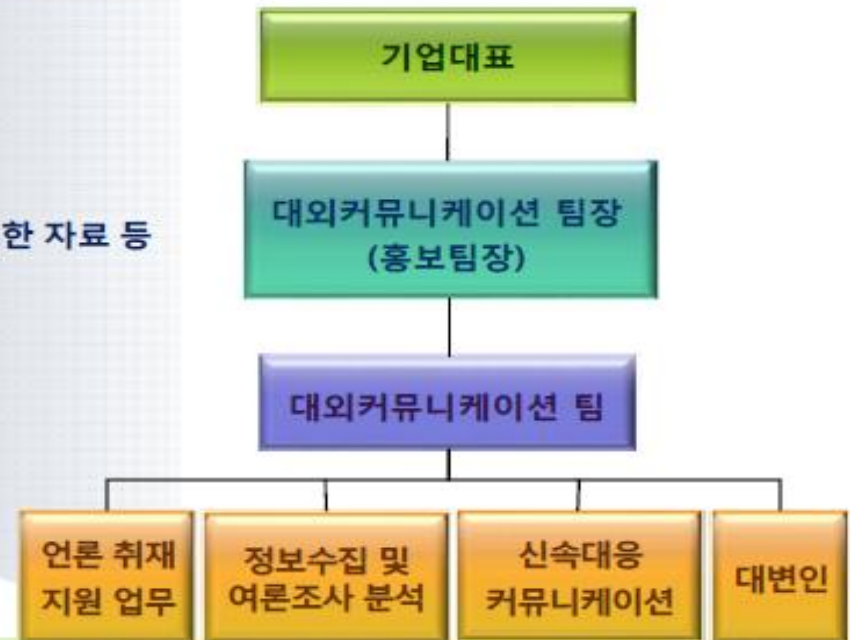 기업대표
대외커뮤니케이션 팀장
(홍보팀장)
한 자료 등
대외커뮤니케이션 팀
언론 취재
지원 업무
정보수집 및
여론조사 분석
신속대응
커뮤니케이션
대변인